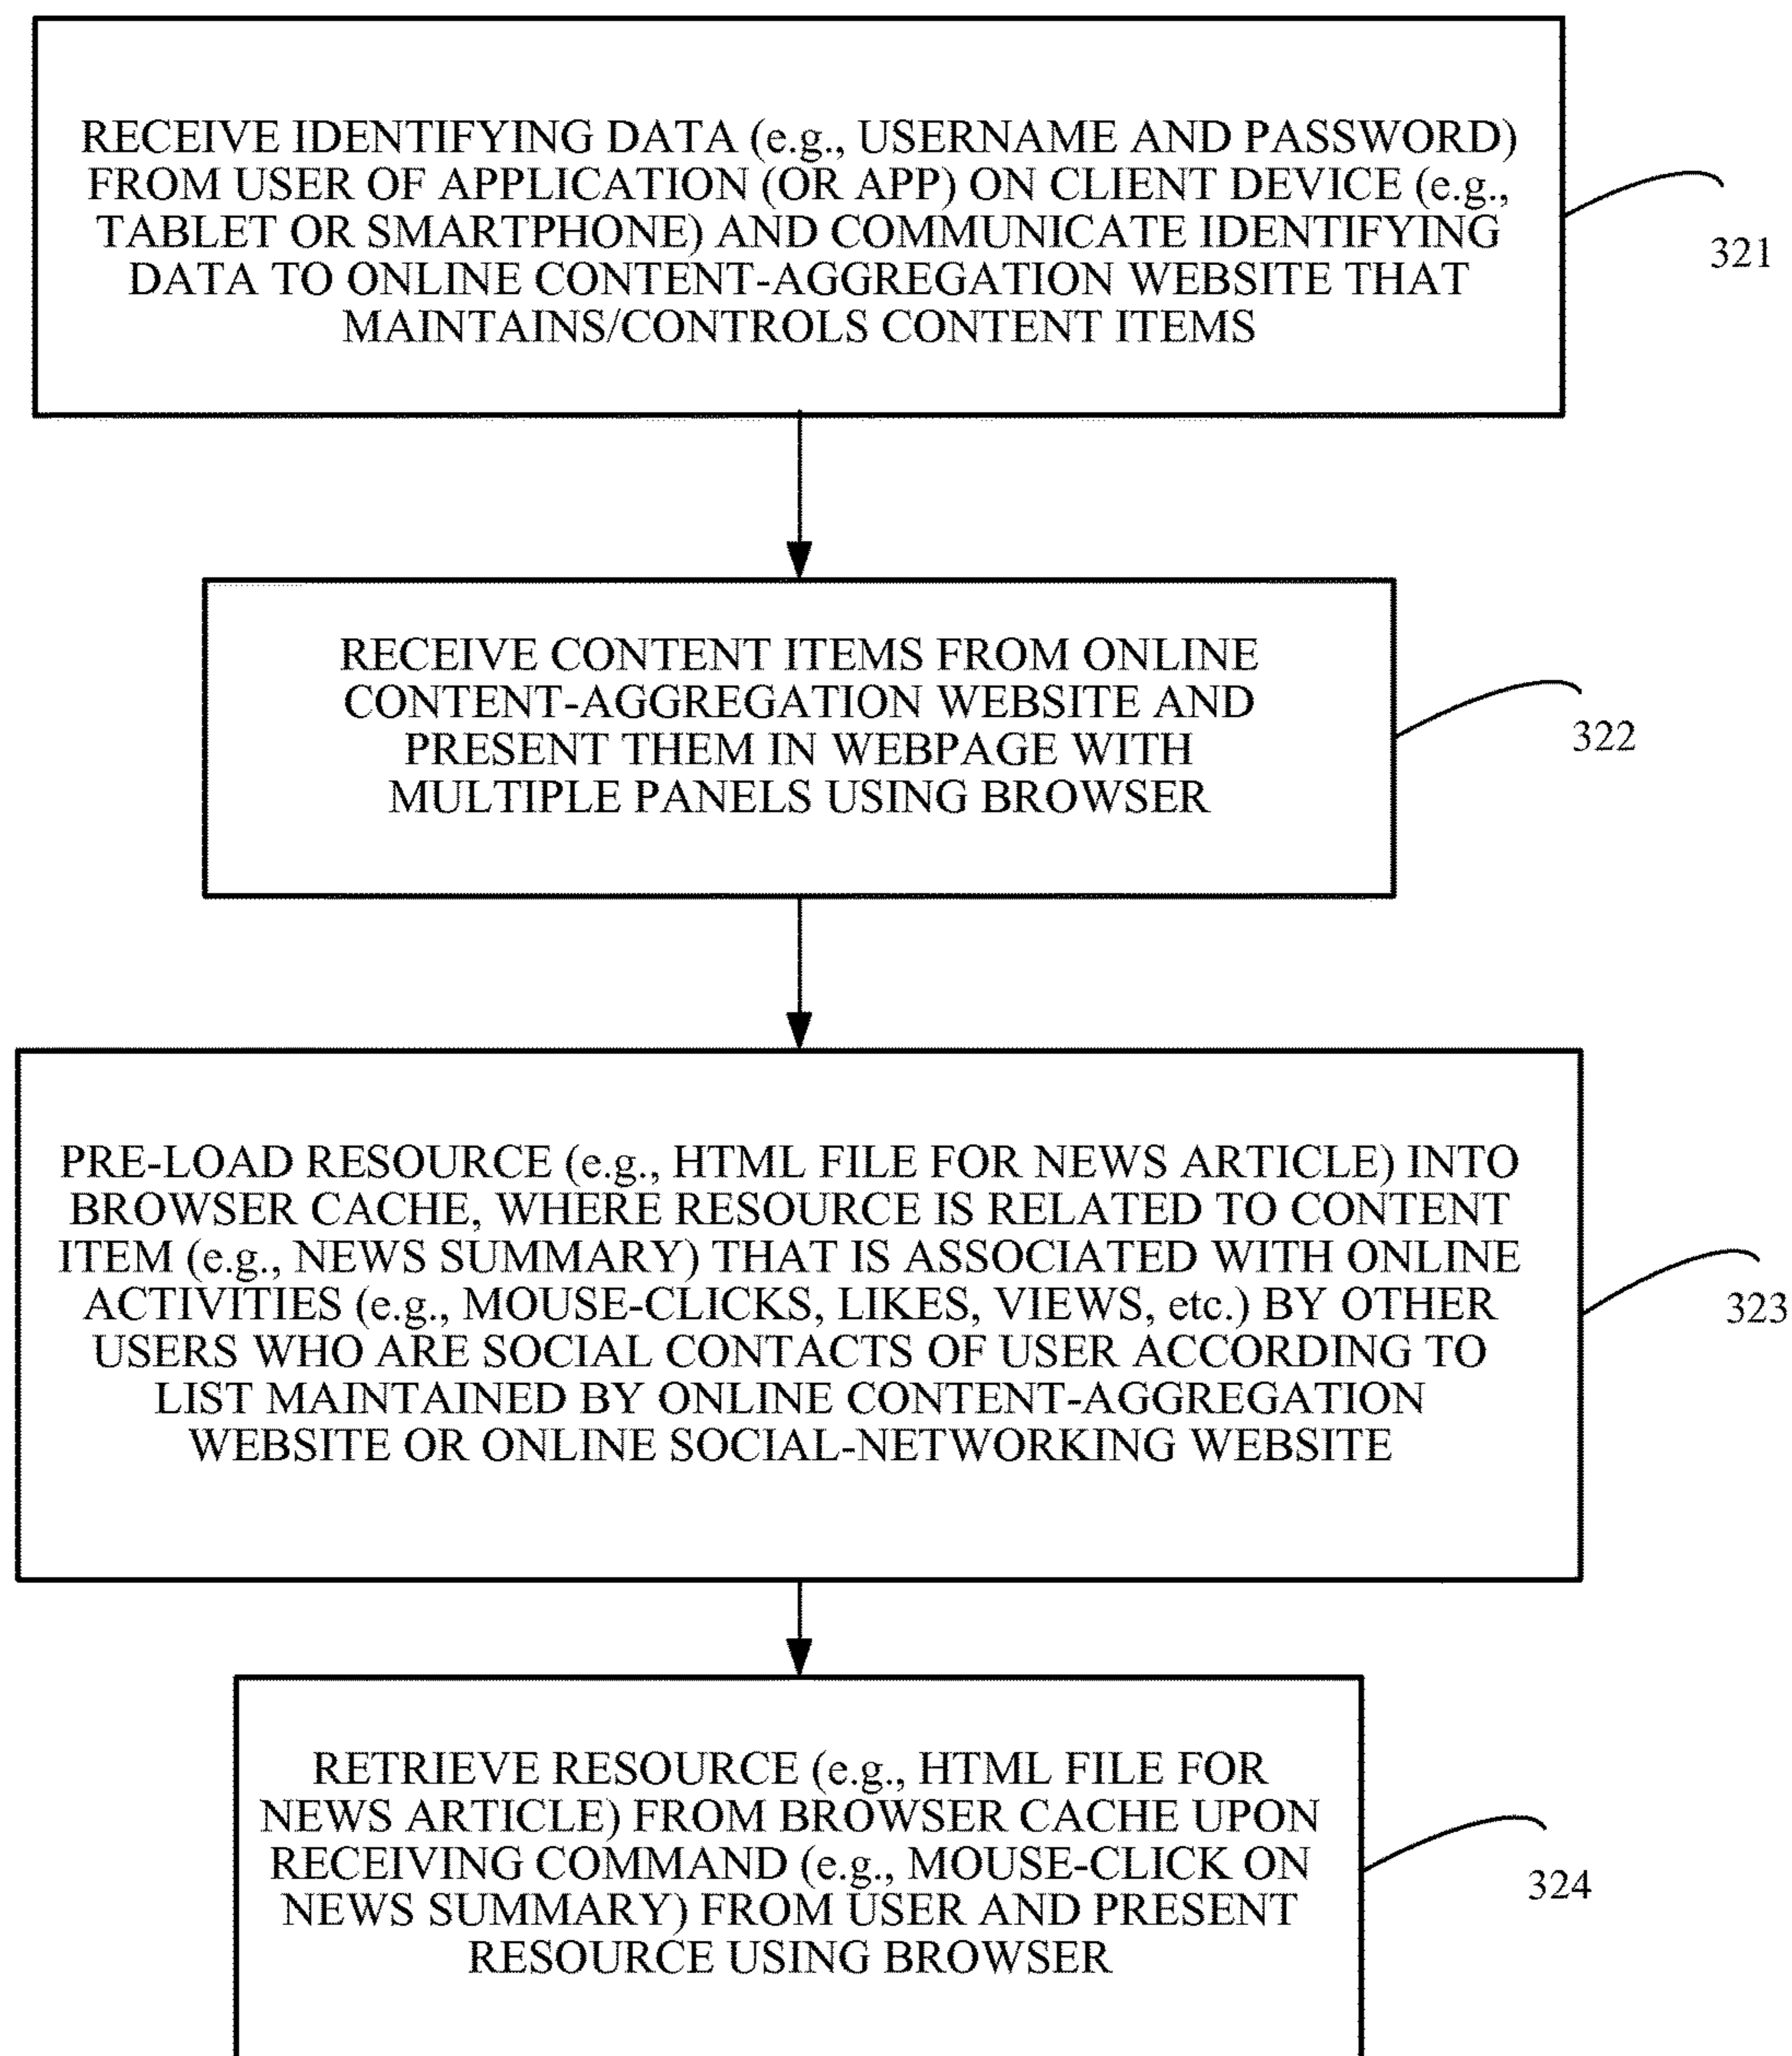 RECEIVE IDENTIFYING DATA (e.g., USERNAME AND PASSWORD)
FROM USER OF APPLICATION (OR APP) ON CLIENT DEVICE (e.g.,
TABLET OR SMARTPHONE) AND COMMUNICATE IDENTIFYING
DATA TO ONLINE CONTENT-AGGREGATION WEBSITE THAT
MAINTAINS/CONTROLS CONTENT ITEMS
321
RECEIVE CONTENT ITEMS FROM ONLINE
CONTENT-AGGREGATION WEBSITE AND
PRESENT THEM IN WEBPAGE WITH
MULTIPLE PANELS USING BROWSER
322
PRE-LOAD RESOURCE (e.g., HTML FILE FOR NEWS ARTICLE) INTO
BROWSER CACHE, WHERE RESOURCE IS RELATED TO CONTENT
ITEM (e.g., NEWS SUMMARY) THAT IS ASSOCIATED WITH ONLINE
ACTIVITIES (e.g., MOUSE-CLICKS, LIKES, VIEWS, etc.) BY OTHER
USERS WHO ARE SOCIAL CONTACTS OF USER ACCORDING TO
LIST MAINTAINED BY ONLINE CONTENT-AGGREGATION
WEBSITE OR ONLINE SOCIAL-NETWORKING WEBSITE
323
RETRIEVE RESOURCE (e.g., HTML FILE FOR
NEWS ARTICLE) FROM BROWSER CACHE UPON
RECEIVING COMMAND (e.g., MOUSE-CLICK ON
NEWS SUMMARY) FROM USER AND PRESENT
RESOURCE USING BROWSER
324